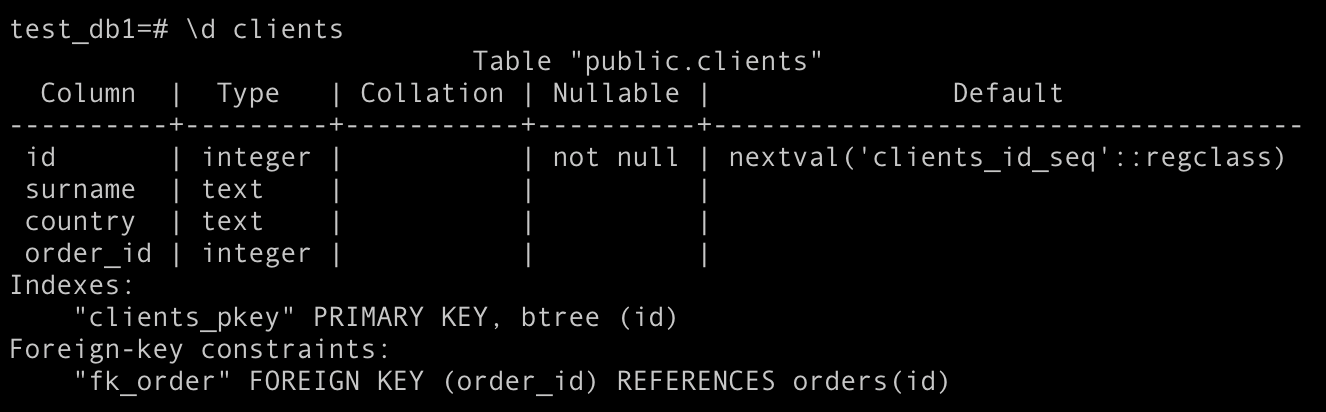 test_db1=# \d clients
                             Table "public.clients"
  Column  |  Type   | Collation | Nullable |               Default
----------+---------+-----------+----------+-------------------------------------
 id       | integer |           | not null | nextval('clients_id_seq'::regclass)
 surname  | text    |           |          |
 country  | text    |           |          |
 order_id | integer |           |          |
Indexes:
    "clients_pkey" PRIMARY KEY, btree (id)
Foreign-key constraints:
    "fk_order" FOREIGN KEY (order_id) REFERENCES orders(id)